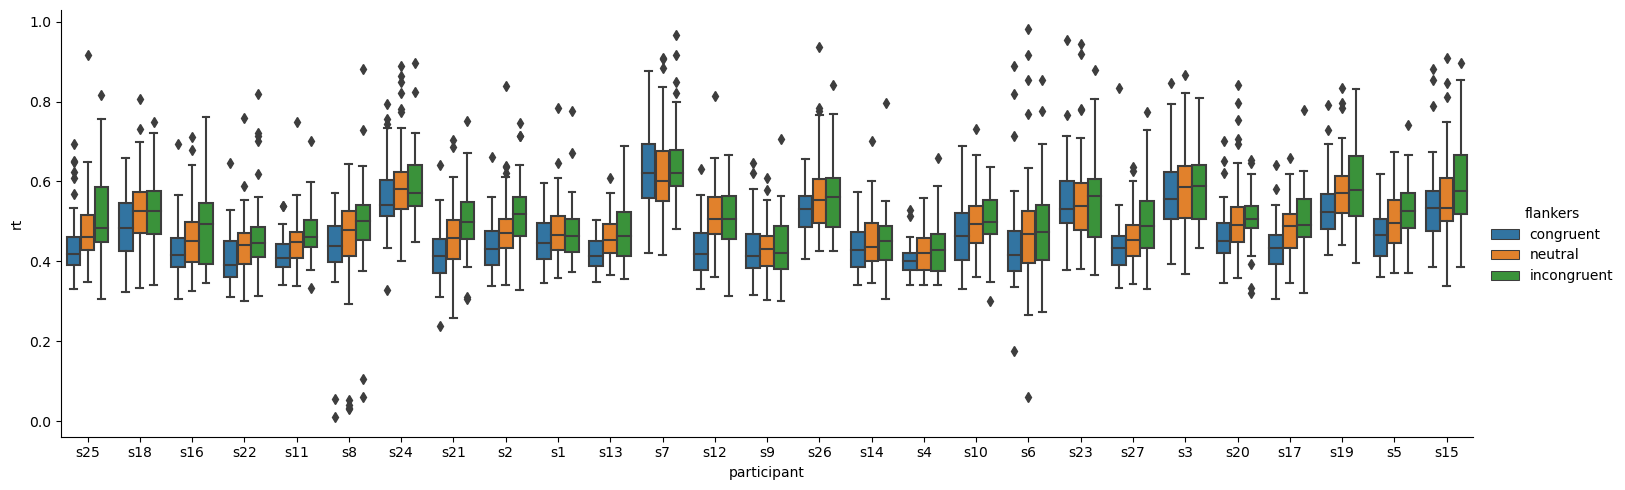 1.0
0.8
0.6
0.4
0.2
0.0
rt
s25 s18 s16 s22 s11 s8 s24 s21 s2 s1 s13 s7 s12 s9 s26 s14 s4 s10 s6 s23 s27 s3 s20 s17 s19 s5 s15
participant
flankers
congruent
neutral
incongruent